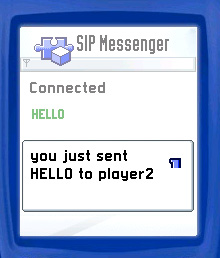 SIP Messenger
Connected
HELLO
you just sent
HELLO to player2